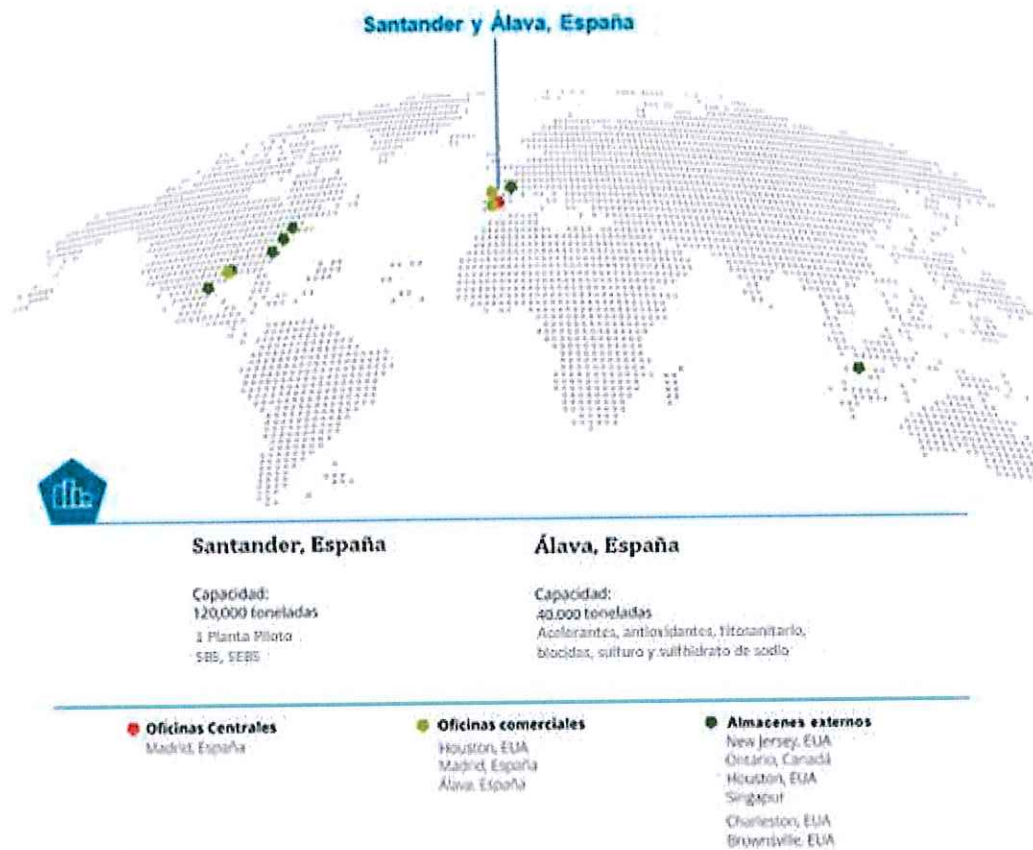 Santander y Álava, España
Santander, España
Capacidad:
120,000 toneladas
1 Planta Piloto
SBS, SEBS
Álava, España
Capacidad:
40,000 toneladas
Acelerantes, antioxidantes, fitosanitario,
biocidas, sulfuro y sulfhidrato de sodio
Oficinas Centrales
Madrid, España
Oficinas comerciales
Houston, EUA
Madrid, España
Álava, España
Almacenes externos
New Jersey, EUA
Ontario, Canadá
Houston, EUA
Singapur
Charleston, EUA
Brownsville, EUA